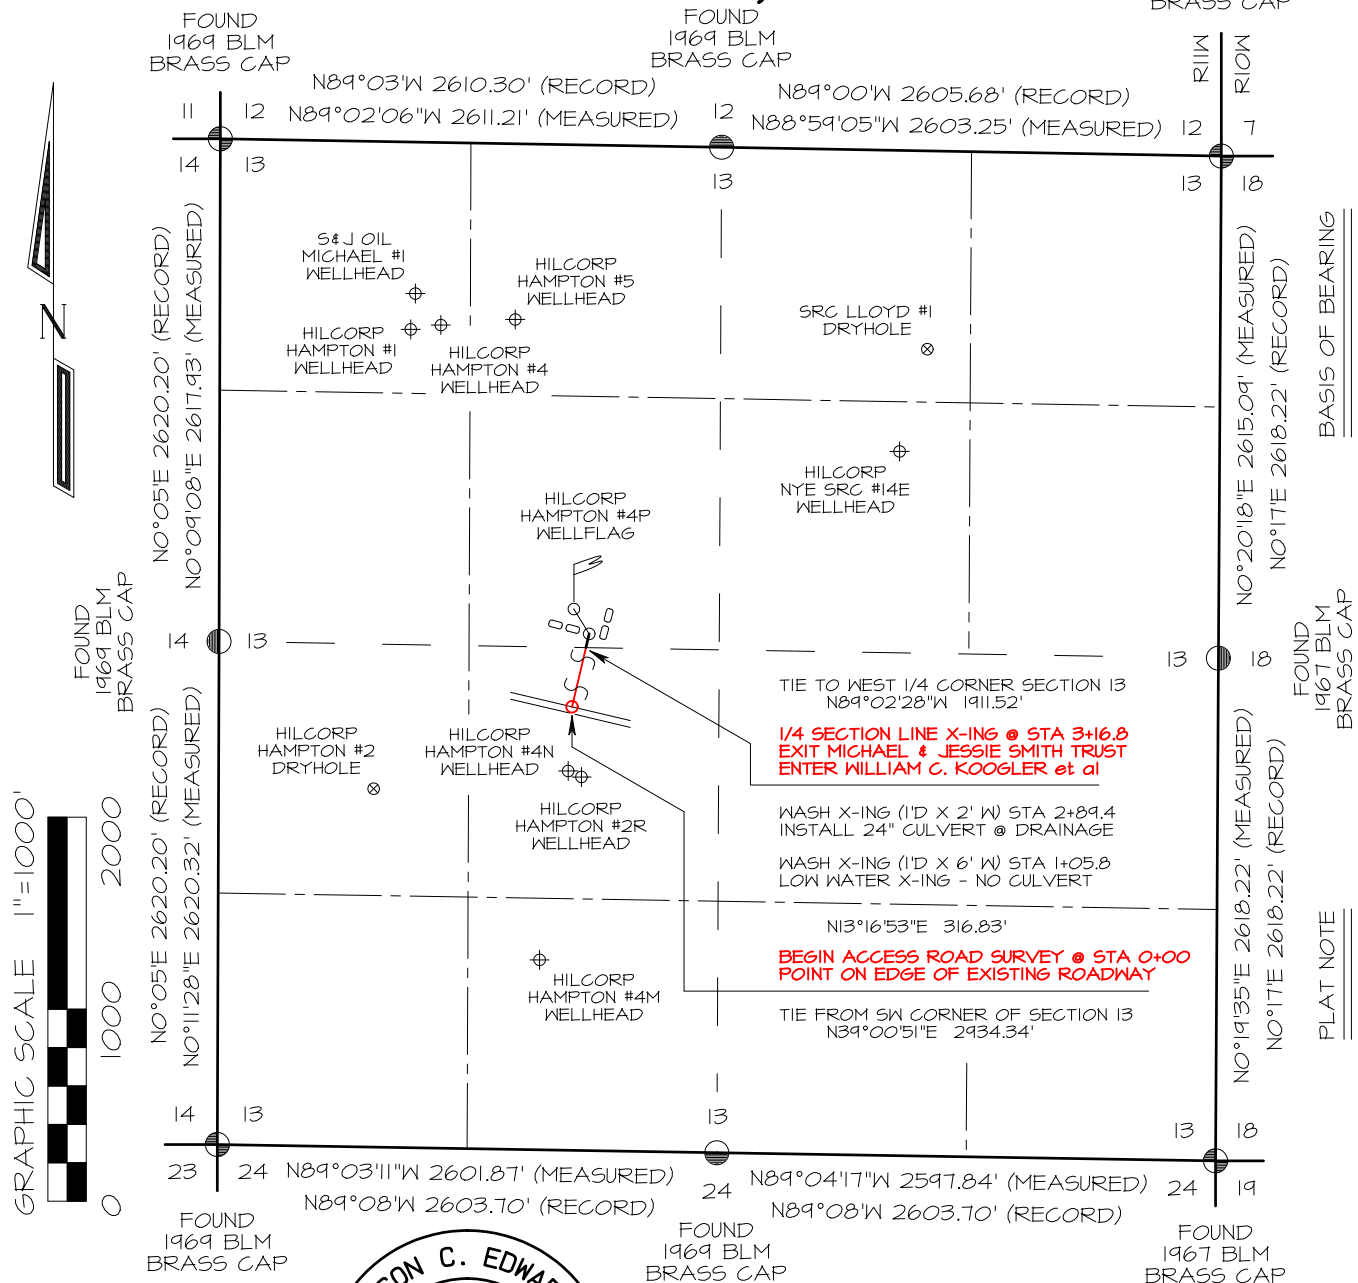 BRASS CAP
FOUND
1969 BLM
BRASS CAP
FOUND
1969 BLM
BRASS CAP
R11W
R10W
N89°03'W 2610.30' (RECORD)
N89°02'06"W 2611.21' (MEASURED)
N89°00'W 2605.68' (RECORD)
N88°59'05"W 2603.25' (MEASURED)
11 12
12
12 7
14 13
13
13 18
S&J OIL
MICHAEL #1
WELLHEAD
HILCORP
HAMPTON #5
WELLHEAD
HILCORP
HAMPTON #1
WELLHEAD
HILCORP
HAMPTON #4
WELLHEAD
SRC LLOYD #1
DRYHOLE
N
N0°05'E 2620.20' (RECORD)
N0°09'08"E 2617.93' (MEASURED)
N0°20'18"E 2615.09' (MEASURED)
N0°17'E 2618.22' (RECORD)
BASIS OF BEARING
HILCORP
NYE SRC #14E
WELLHEAD
HILCORP
HAMPTON #4P
WELLFLAG
FOUND
1969 BLM
BRASS CAP
14 13
13 18
FOUND
1967 BLM
BRASS CAP
TIE TO WEST 1/4 CORNER SECTION 13
N89°02'28"W 1911.52'
1/4 SECTION LINE X-ING @ STA 3+16.8
EXIT MICHAEL & JESSIE SMITH TRUST
ENTER WILLIAM C. KOOGLER et al
HILCORP
HAMPTON #2
DRYHOLE
HILCORP
HAMPTON #4N
WELLHEAD
HILCORP
HAMPTON #2R
WELLHEAD
WASH X-ING (1'D X 2' W) STA 2+89.4
INSTALL 24" CULVERT @ DRAINAGE
WASH X-ING (1'D X 6' W) STA 1+05.8
LOW WATER X-ING - NO CULVERT
N13°16'53"E 316.83'
BEGIN ACCESS ROAD SURVEY @ STA 0+00
POINT ON EDGE OF EXISTING ROADWAY
TIE FROM SW CORNER OF SECTION 13
N39°00'51"E 2934.34'
HILCORP
HAMPTON #4M
WELLHEAD
GRAPHIC SCALE 1"=1000'
0 1000 2000
N0°05'E 2620.20' (RECORD)
N0°11'28"E 2620.32' (MEASURED)
N0°19'35"E 2618.22' (MEASURED)
N0°17'E 2618.22' (RECORD)
PLAT NOTE
14 13
13
13 18
23 24
24
24 19
N89°03'11"W 2601.87' (MEASURED)
N89°08'W 2603.70' (RECORD)
N89°04'17"W 2597.84' (MEASURED)
N89°08'W 2603.70' (RECORD)
FOUND
1969 BLM
BRASS CAP
FOUND
1969 BLM
BRASS CAP
FOUND
1967 BLM
BRASS CAP
C.